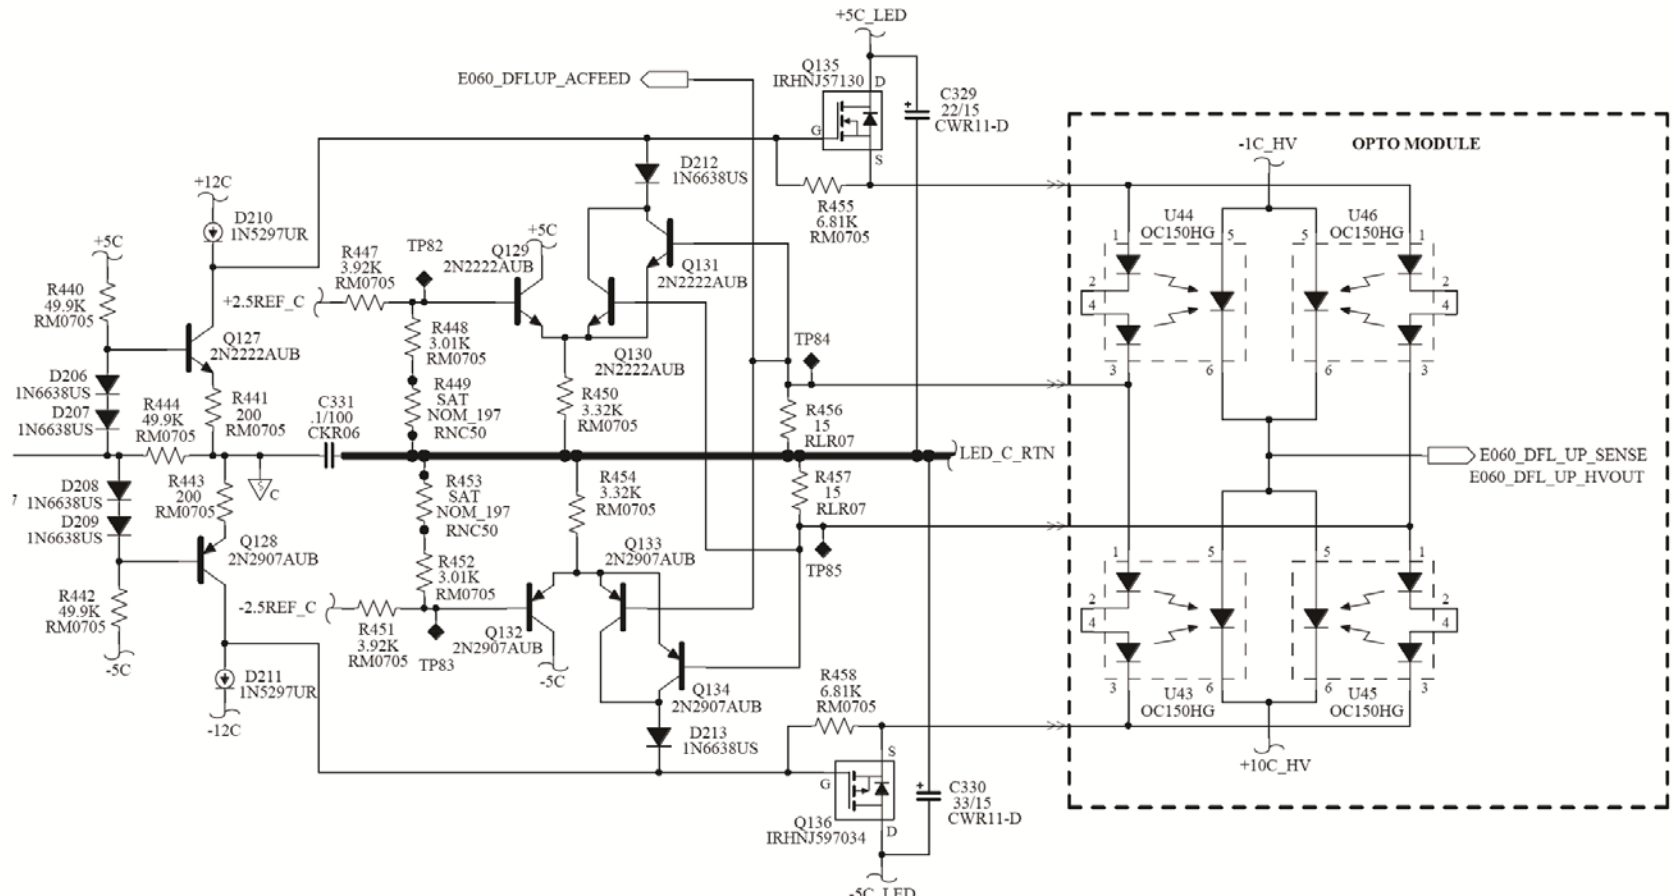 +5C_LED
E060_DFLUP_ACFEED
Q135
IRHNJ57130
D
G
S
C329
22/15
CWR11-D
+
-1C_HV
OPTO MODULE
D212
1N6638US
+12C
D210
1N5297UR
R455
6.81K
RM0705
U44
OC150HG
U46
OC150HG
1
5
5
1
2
4
2
4
3
6
6
3
+5C
R447
3.92K
RM0705
TP82
Q129
2N2222AUB
+5C
Q131
2N2222AUB
R440
49.9K
RM0705
+2.5REF_C
Q127
2N2222AUB
R448
3.01K
RM0705
Q130
2N2222AUB
TP84
D206
1N6638US
D207
1N6638US
R444
49.9K
RM0705
R441
200
RM0705
C331
.1/100
CKR06
R449
SAT
NOM_197
RNC50
R450
3.32K
RM0705
R456
15
RLR07
LED_C_RTN
E060_DFL_UP_SENSE
E060_DFL_UP_HVOUT
7
D208
1N6638US
D209
1N6638US
R443
200
RM0705
C
R453
SAT
NOM_197
RNC50
R454
3.32K
RM0705
R457
15
RLR07
Q128
2N2907AUB
Q133
2N2907AUB
R452
3.01K
RM0705
TP85
R442
49.9K
RM0705
-5C
-2.5REF_C
R451
3.92K
RM0705
TP83
Q132
2N2907AUB
-5C
1
5
5
1
2
4
2
4
3
6
6
3
U43
OC150HG
U45
OC150HG
D211
1N5297UR
-12C
Q134
2N2907AUB
R458
6.81K
RM0705
D213
1N6638US
+10C_HV
S
G
D
Q136
IRHNJ597034
+
C330
33/15
CWR11-D
-5C_LED